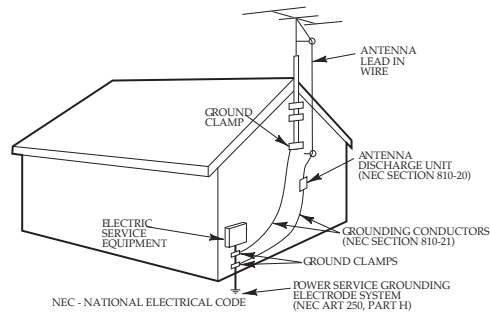 ANTENNA
LEAD IN
WIRE
GROUND
CLAMP
ANTENNA
DISCHARGE UNIT
(NEC SECTION 810-20)
ELECTRIC
SERVICE
EQUIPMENT
GROUNDING CONDUCTORS
(NEC SECTION 810-21)
GROUND CLAMPS
POWER SERVICE GROUNDING
ELECTRODE SYSTEM
(NEC ART 250, PART H)
NEC - NATIONAL ELECTRICAL CODE